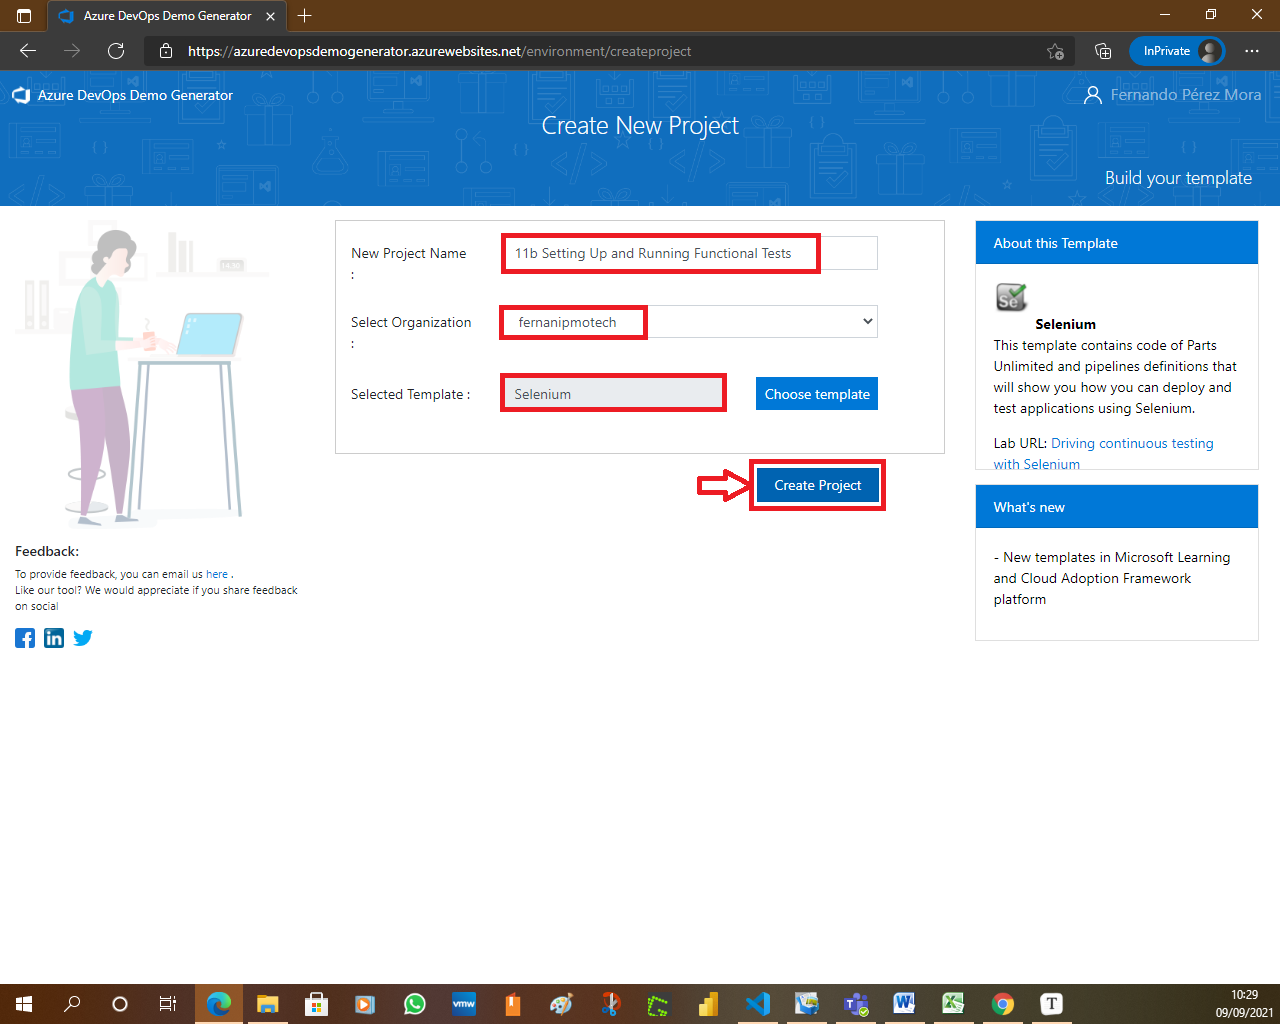 Azure DevOps Demo Generator
https://azuredevopsdemogenerator.azurewebsites.net/environment/createproject
InPrivate
Azure DevOps Demo Generator
Fernando Pérez Mora
Create New Project
Build your template
New Project Name
:
11b Setting Up and Running Functional Tests
Select Organization
:
fernanipmotech
Selected Template :
Selenium
Choose template
Create Project
About this Template
Se
Selenium
This template contains code of Parts
Unlimited and pipelines definitions that
will show you how you can deploy and
test applications using Selenium.
Lab URL: Driving continuous testing
with Selenium
What's new
- New templates in Microsoft Learning
and Cloud Adoption Framework
platform
Feedback:
To provide feedback, you can email us here .
Like our tool? We would appreciate if you share feedback
on social
vmw
10:29
09/09/2021